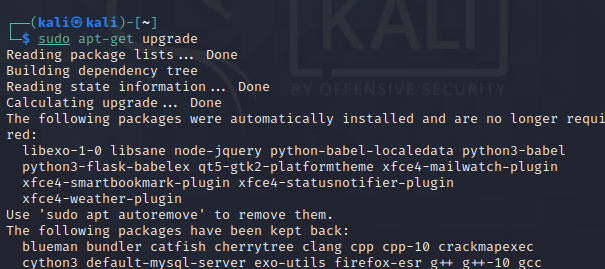 ┌──(kali㉿kali)-[~]
└─$ sudo apt-get upgrade
Reading package lists... Done
Building dependency tree
Reading state information... Done
Calculating upgrade... Done
The following packages were automatically installed and are no longer requi
red:
  libexo-1-0 libsane node-jquery python-babel-localedata python3-babel
  python3-flask-babelex qt5-gtk2-platformtheme xfce4-mailwatch-plugin
  xfce4-smartbookmark-plugin xfce4-statusnotifier-plugin
  xfce4-weather-plugin
Use 'sudo apt autoremove' to remove them.
The following packages have been kept back:
  blueman bundler catfish cherrytree clang cpp cpp-10 crackmapexec
  cython3 default-mysql-server exo-utils firefox-esr g++ g++-10 gcc
KALI
BY OFFENSIVE SECURITY